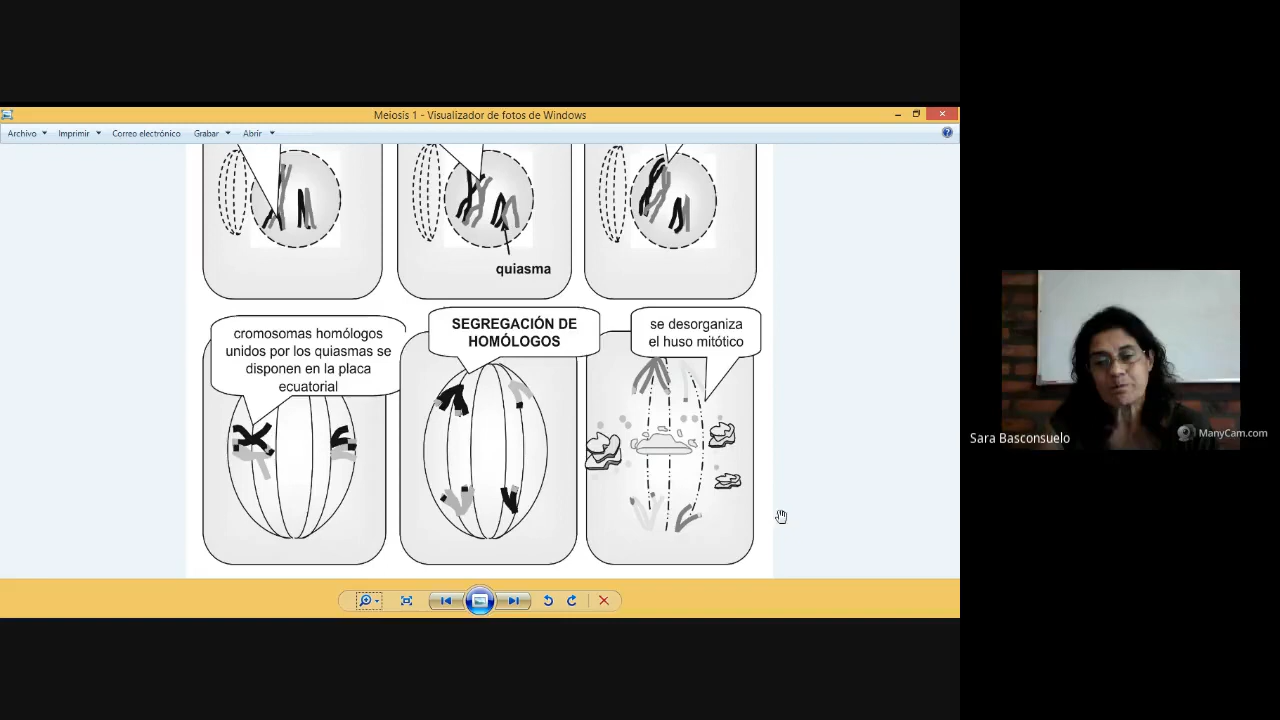 Meiosis 1 - Visualizador de fotos de Windows
Archivo Imprimir Correo electrónico Grabar Abrir
quiasma
cromosomas homólogos
unidos por los quiasmas se
disponen en la placa
ecuatorial
SEGREGACIÓN DE
HOMÓLOGOS
se desorganiza
el huso mitótico
Sara Basconsuelo
ManyCam.com